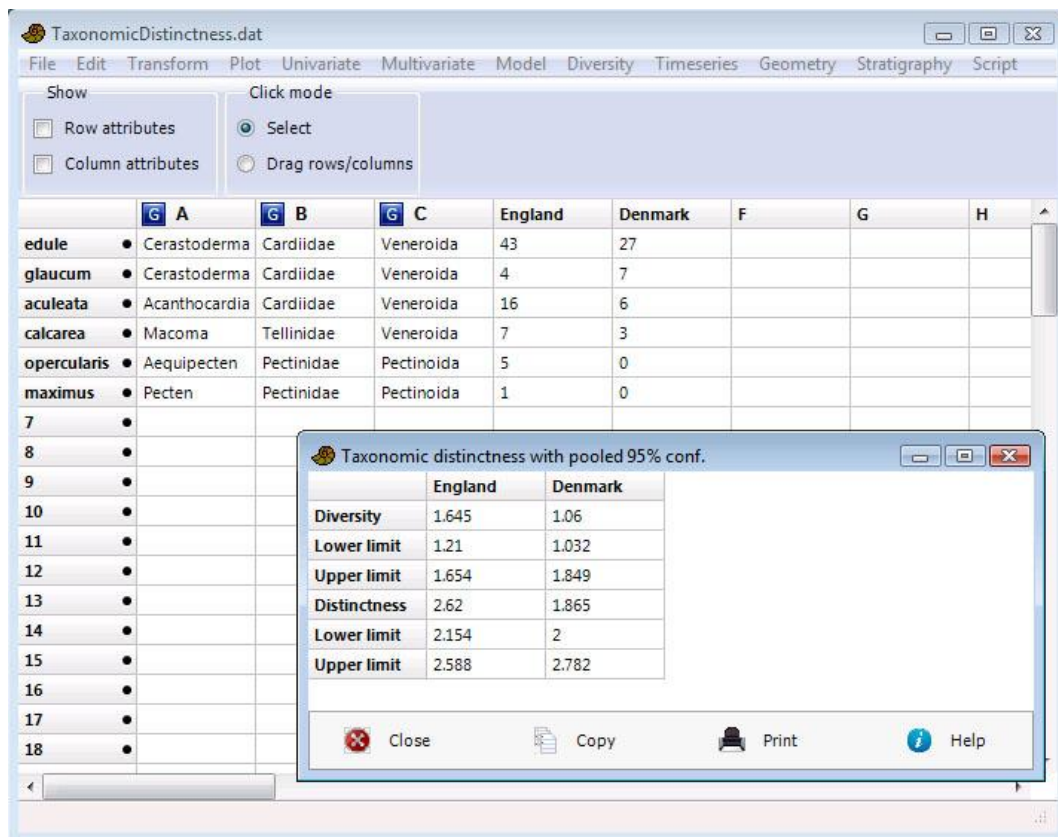 TaxonomicDistinctness.dat
File Edit Transform Plot Univariate Multivariate Model Diversity Timeseries Geometry Stratigraphy Script
Show Click mode
Row attributes Select
Column attributes Drag rows/columns
G A G B G C England Denmark F G H
edule Cerastoderma Cardiidae Veneroida 43 27
glaucum Cerastoderma Cardiidae Veneroida 4 7
aculeata Acanthocardia Cardiidae Veneroida 16 6
calcarea Macoma Tellinidae Veneroida 7 3
opercularis Aequipecten Pectinidae Pectinoida 5 0
maximus Pecten Pectinidae Pectinoida 1 0
7
8
9
10
11
12
13
14
15
16
17
18
Taxonomic distinctness with pooled 95% conf.
England Denmark
Diversity 1.645 1.06
Lower limit 1.21 1.032
Upper limit 1.654 1.849
Distinctness 2.62 1.865
Lower limit 2.154 2
Upper limit 2.588 2.782
Close Copy Print Help